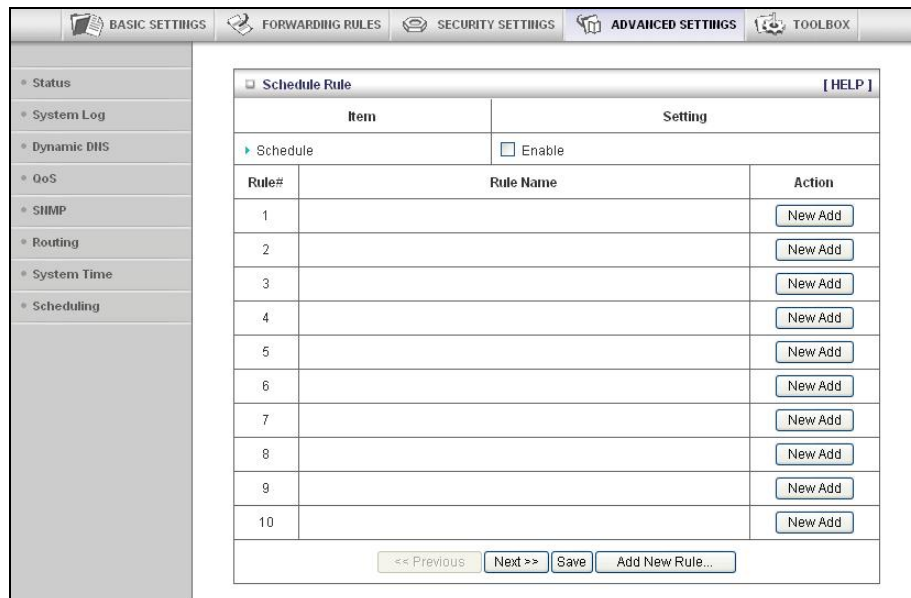 BASIC SETTINGS FORWARDING RULES SECURITY SETTINGS ADVANCED SETTINGS TOOLBOX
Status
System Log
Dynamic DNS
QoS
SNMP
Routing
System Time
Scheduling
Schedule Rule [ HELP ]
Item Setting
Schedule Enable
Rule# Rule Name Action
1 New Add
2 New Add
3 New Add
4 New Add
5 New Add
6 New Add
7 New Add
8 New Add
9 New Add
10 New Add
<< Previous Next >> Save Add New Rule...